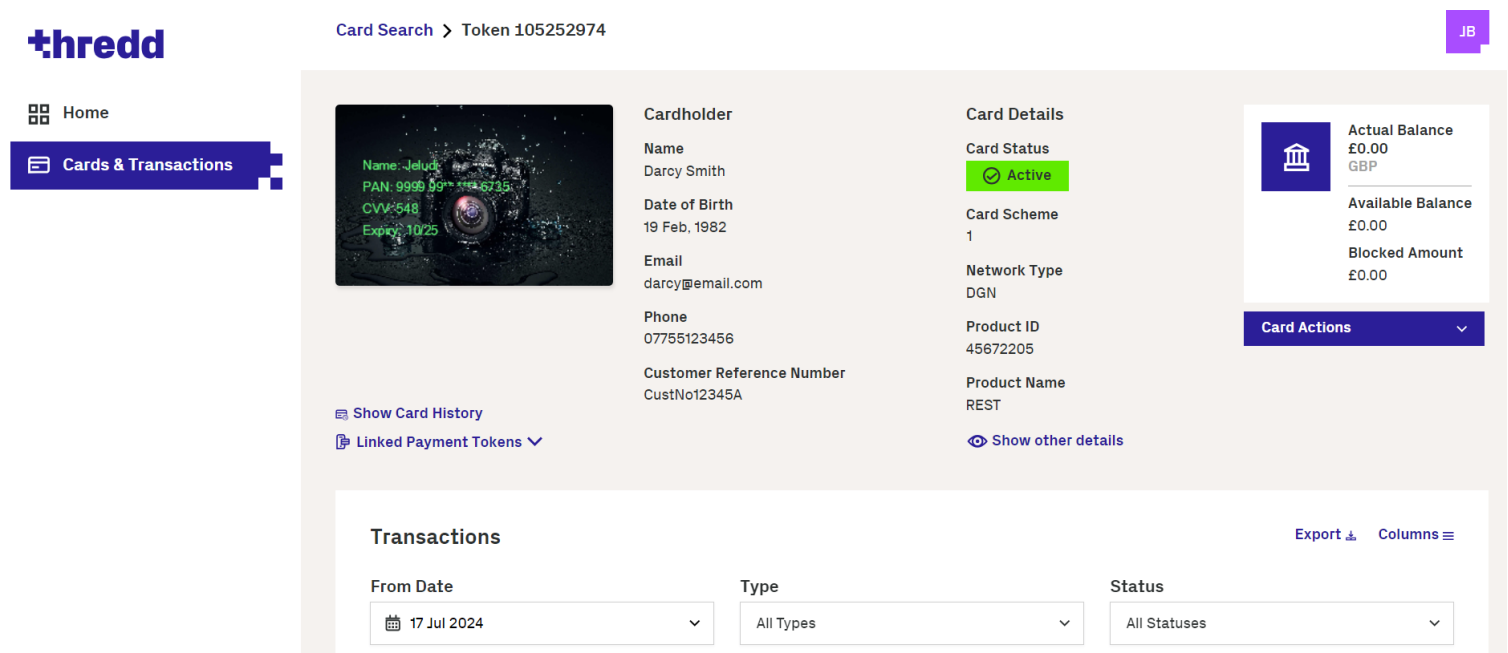 thredd
Home
Cards & Transactions
Card Search > Token 105252974
JB
Name: Jeludi
PAN: 9999 99** **** 6735
CVV: 548
Expiry: 10/25
Show Card History
Linked Payment Tokens
Cardholder
Name
Darcy Smith
Date of Birth
19 Feb, 1982
Email
darcy@email.com
Phone
07755123456
Customer Reference Number
CustNo12345A
Card Details
Card Status
Active
Card Scheme
1
Network Type
DGN
Product ID
45672205
Product Name
REST
Show other details
Actual Balance
£0.00
GBP
Available Balance
£0.00
Blocked Amount
£0.00
Card Actions
Transactions
Export
Columns
From Date
17 Jul 2024
Type
All Types
Status
All Statuses